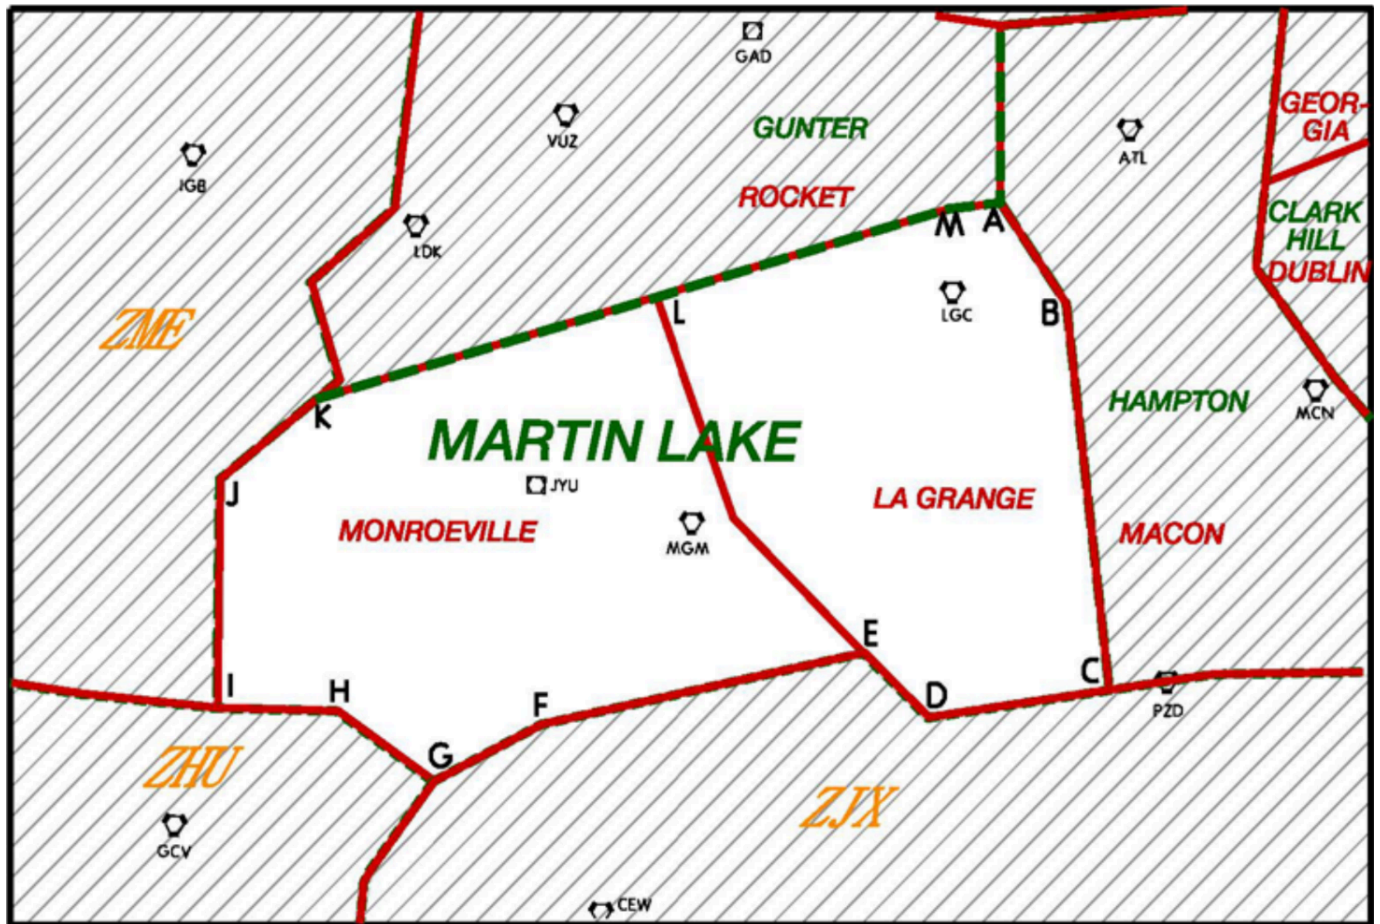 GAD
GEOR-
GIA
VUZ
GUNTER
ATL
IGB
ROCKET
CLARK
HILL
DUBLIN
M
A
LDK
LGC
B
L
ZME
K
HAMPTON
MCN
MARTIN LAKE
J
JYU
LA GRANGE
MONROEVILLE
MGM
MACON
E
I
H
F
D
C
PZD
G
ZHU
ZJX
GCV
CEW